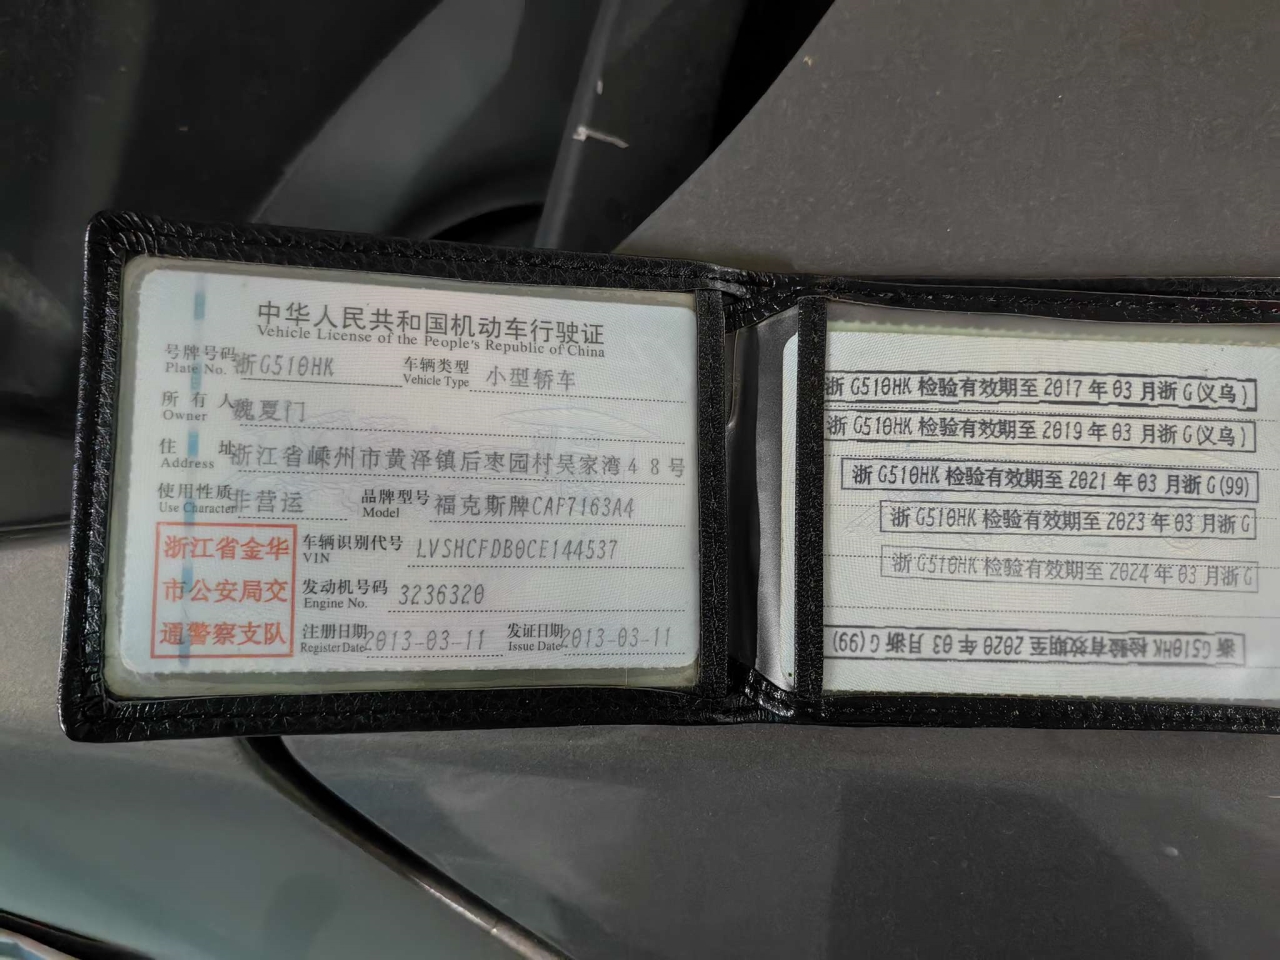 中华人民共和国机动车行驶证
Vehicle License of the People's Republic of China
号牌号码 Plate No. 浙G510HK 车辆类型 Vehicle Type 小型轿车
所有人 Owner 魏夏门
住址 Address 浙江省嵊州市黄泽镇后枣园村吴家湾48号
使用性质 Use Character 非营运 品牌型号 Model 福克斯牌CAF7163A4
浙江省金华
市公安局交
通警察支队
车辆识别代号 VIN LVSHCFDB0CE144537
发动机号码 Engine No. 3236320
注册日期 Register Date 2013-03-11 发证日期 Issue Date 2013-03-11
浙G510HK 检验有效期至 2017年03月浙G(义乌)
浙G510HK 检验有效期至 2019年03月浙G(义乌)
浙G510HK 检验有效期至 2021年03月浙G(99)
浙G510HK 检验有效期至 2023年03月浙G
浙G510HK 检验有效期至 2024年03月浙G
浙G510HK 检验有效期至 2020年03月浙G(99)